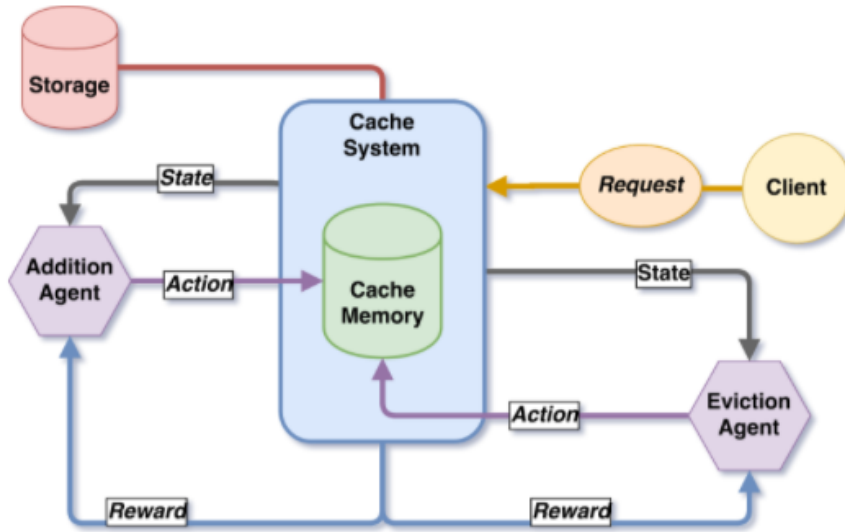 Storage
Cache
System
State
Request
Client
Addition
Agent
Action
Cache
Memory
State
Eviction
Agent
Action
Reward
Reward